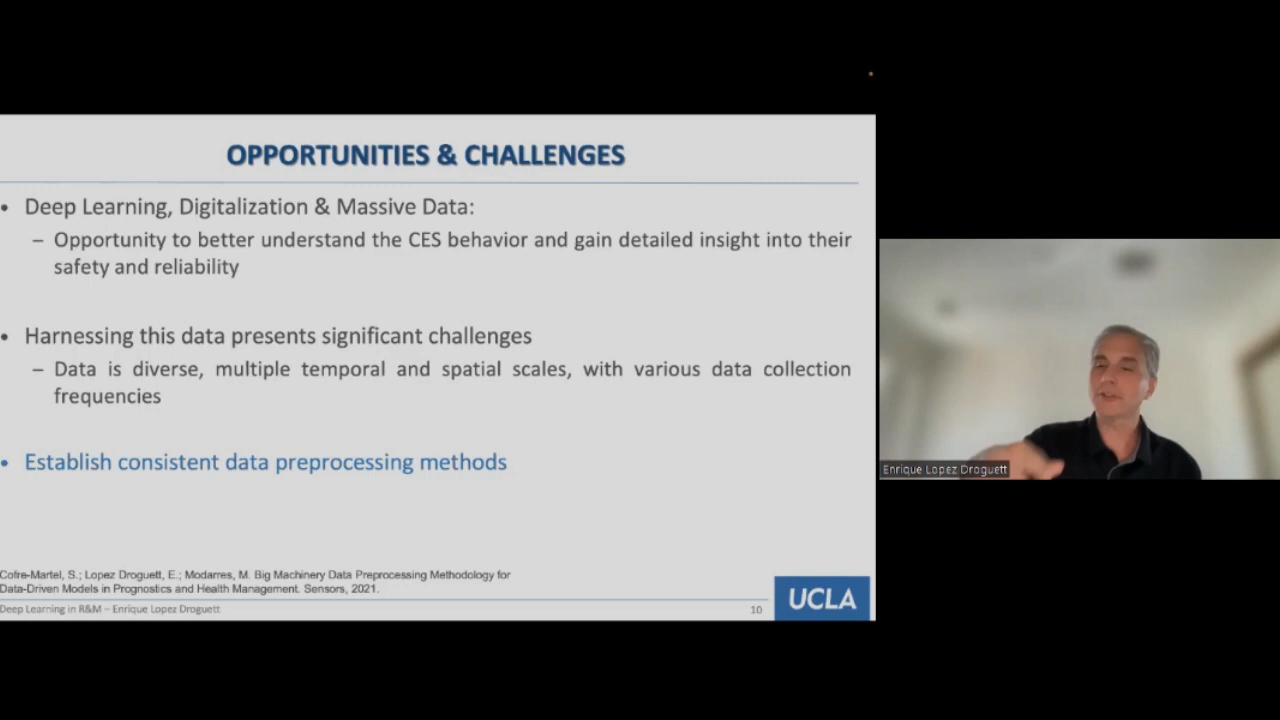 OPPORTUNITIES & CHALLENGES
• Deep Learning, Digitalization & Massive Data:
– Opportunity to better understand the CES behavior and gain detailed insight into their
safety and reliability
• Harnessing this data presents significant challenges
– Data is diverse, multiple temporal and spatial scales, with various data collection
frequencies
• Establish consistent data preprocessing methods
Cofre-Martel, S.; Lopez Droguett, E.; Modarres, M. Big Machinery Data Preprocessing Methodology for
Data-Driven Models in Prognostics and Health Management. Sensors, 2021.
Deep Learning in R&M – Enrique Lopez Droguett
10
UCLA
Enrique Lopez Droguett